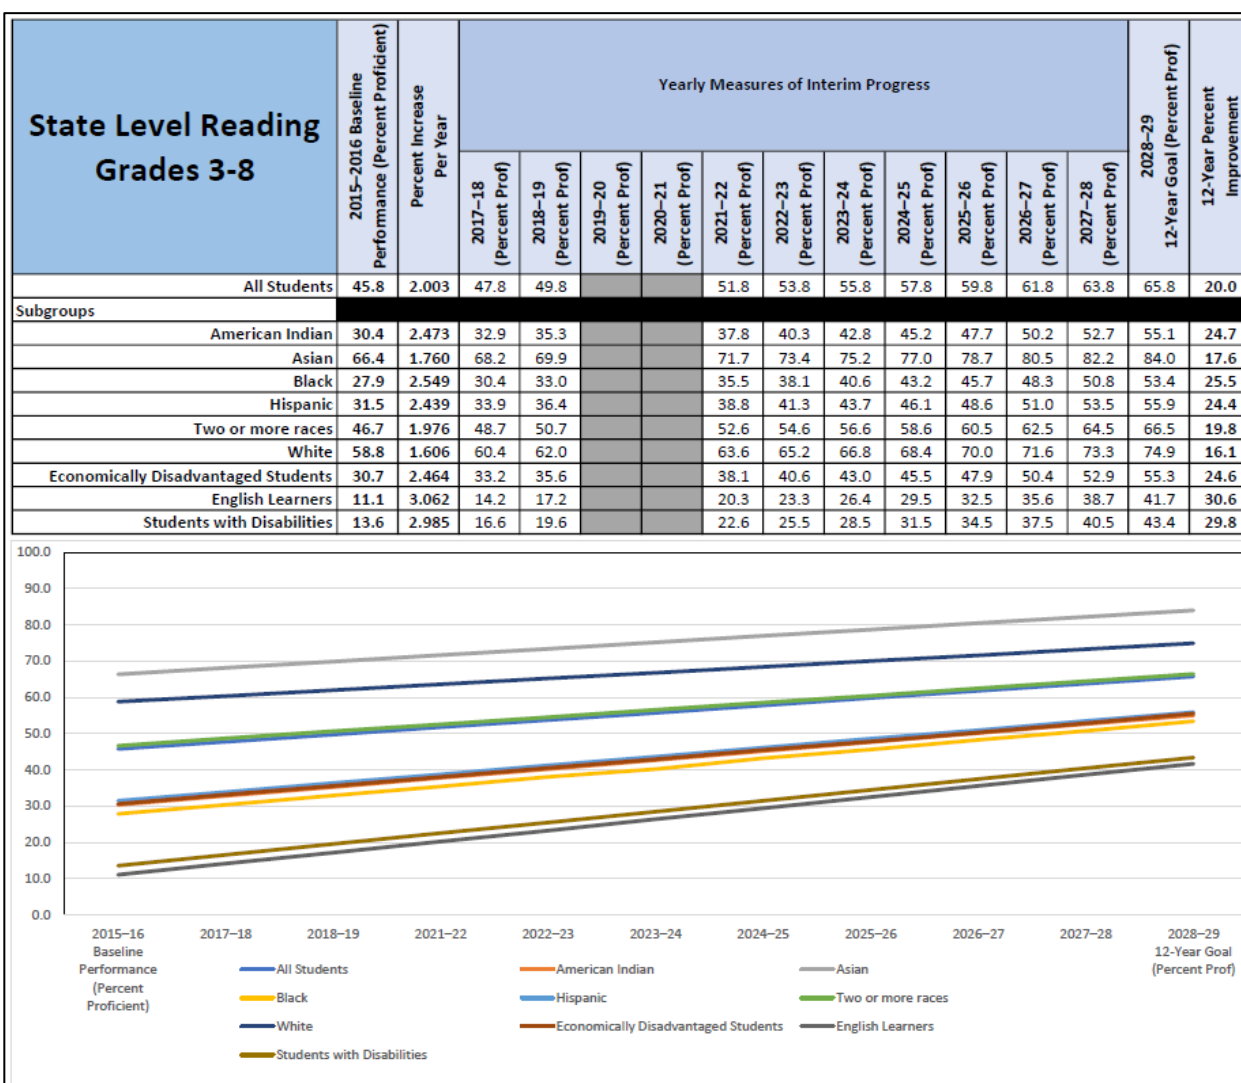 State Level Reading
Grades 3-8
2015–2016 Baseline
Performance (Percent Proficient)
Percent Increase
Per Year
Yearly Measures of Interim Progress
2017–18
(Percent Prof)
2018–19
(Percent Prof)
2019–20
(Percent Prof)
2020–21
(Percent Prof)
2021–22
(Percent Prof)
2022–23
(Percent Prof)
2023–24
(Percent Prof)
2024–25
(Percent Prof)
2025–26
(Percent Prof)
2026–27
(Percent Prof)
2027–28
(Percent Prof)
2028–29
12-Year Goal (Percent Prof)
12-Year Percent
Improvement
All Students 45.8 2.003 47.8 49.8 51.8 53.8 55.8 57.8 59.8 61.8 63.8 65.8 20.0
Subgroups
American Indian 30.4 2.473 32.9 35.3 37.8 40.3 42.8 45.2 47.7 50.2 52.7 55.1 24.7
Asian 66.4 1.760 68.2 69.9 71.7 73.4 75.2 77.0 78.7 80.5 82.2 84.0 17.6
Black 27.9 2.549 30.4 33.0 35.5 38.1 40.6 43.2 45.7 48.3 50.8 53.4 25.5
Hispanic 31.5 2.439 33.9 36.4 38.8 41.3 43.7 46.1 48.6 51.0 53.5 55.9 24.4
Two or more races 46.7 1.976 48.7 50.7 52.6 54.6 56.6 58.6 60.5 62.5 64.5 66.5 19.8
White 58.8 1.606 60.4 62.0 63.6 65.2 66.8 68.4 70.0 71.6 73.3 74.9 16.1
Economically Disadvantaged Students 30.7 2.464 33.2 35.6 38.1 40.6 43.0 45.5 47.9 50.4 52.9 55.3 24.6
English Learners 11.1 3.062 14.2 17.2 20.3 23.3 26.4 29.5 32.5 35.6 38.7 41.7 30.6
Students with Disabilities 13.6 2.985 16.6 19.6 22.6 25.5 28.5 31.5 34.5 37.5 40.5 43.4 29.8
100.0
90.0
80.0
70.0
60.0
50.0
40.0
30.0
20.0
10.0
0.0
2015–16 2017–18 2018–19 2021–22 2022–23 2023–24 2024–25 2025–26 2026–27 2027–28 2028–29
Baseline 12-Year Goal
Performance (Percent Prof)
(Percent
Proficient)
All Students American Indian Asian
Black Hispanic Two or more races
White Economically Disadvantaged Students English Learners
Students with Disabilities